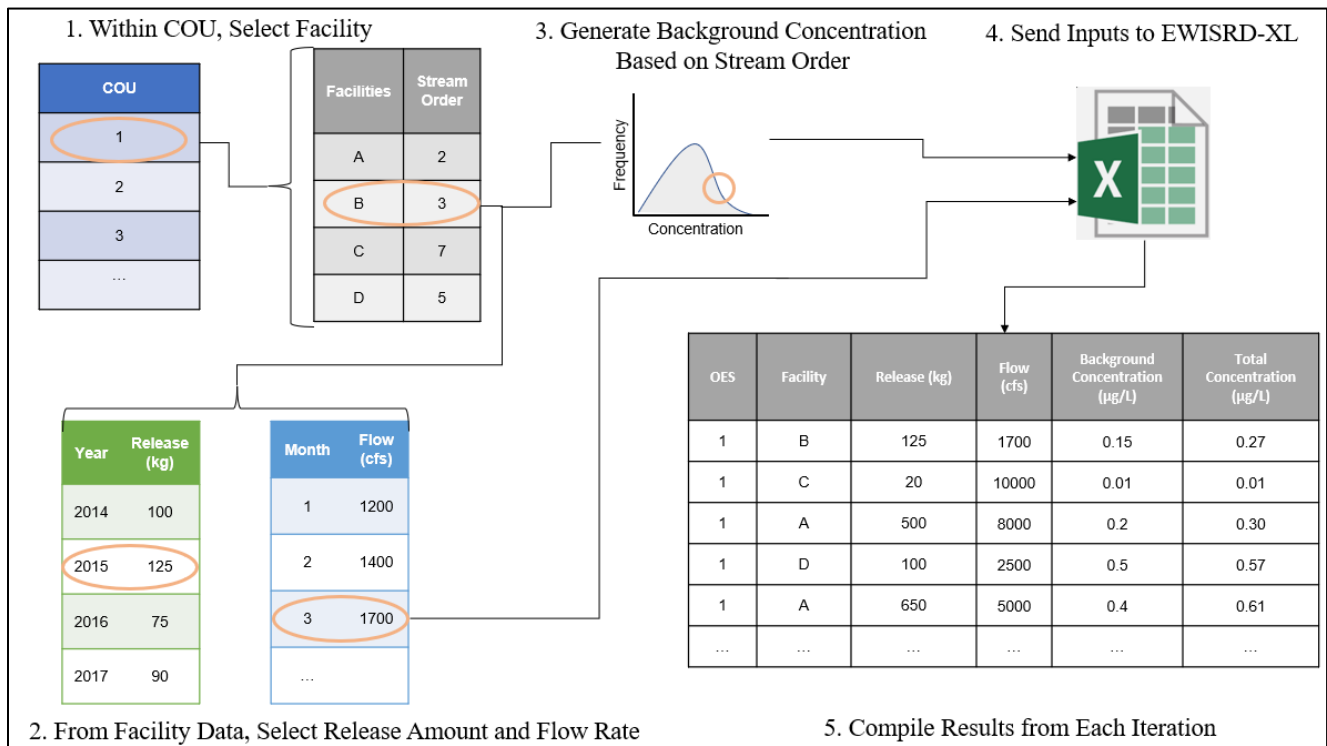 1. Within COU, Select Facility
COU
1
2
3
...
Facilities Stream Order
A 2
B 3
C 7
D 5
3. Generate Background Concentration
Based on Stream Order
Frequency
Concentration
4. Send Inputs to EWISRD-XL
X
Year Release (kg)
2014 100
2015 125
2016 75
2017 90
Month Flow (cfs)
1 1200
2 1400
3 1700
...
2. From Facility Data, Select Release Amount and Flow Rate
OES Facility Release (kg) Flow (cfs) Background Concentration (µg/L) Total Concentration (µg/L)
1 B 125 1700 0.15 0.27
1 C 20 10000 0.01 0.01
1 A 500 8000 0.2 0.30
1 D 100 2500 0.5 0.57
1 A 650 5000 0.4 0.61
... ... ... ... ... ...
5. Compile Results from Each Iteration